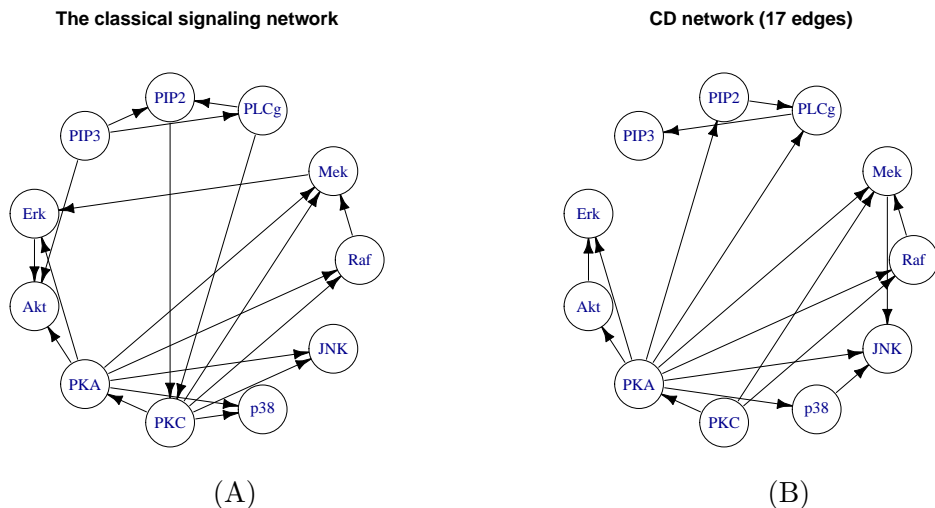 The classical signaling network
PIP2
PLCg
PIP3
Mek
Erk
Raf
Akt
JNK
PKA
p38
PKC
(A)
CD network (17 edges)
PIP2
PLCg
PIP3
Mek
Erk
Raf
Akt
JNK
PKA
p38
PKC
(B)